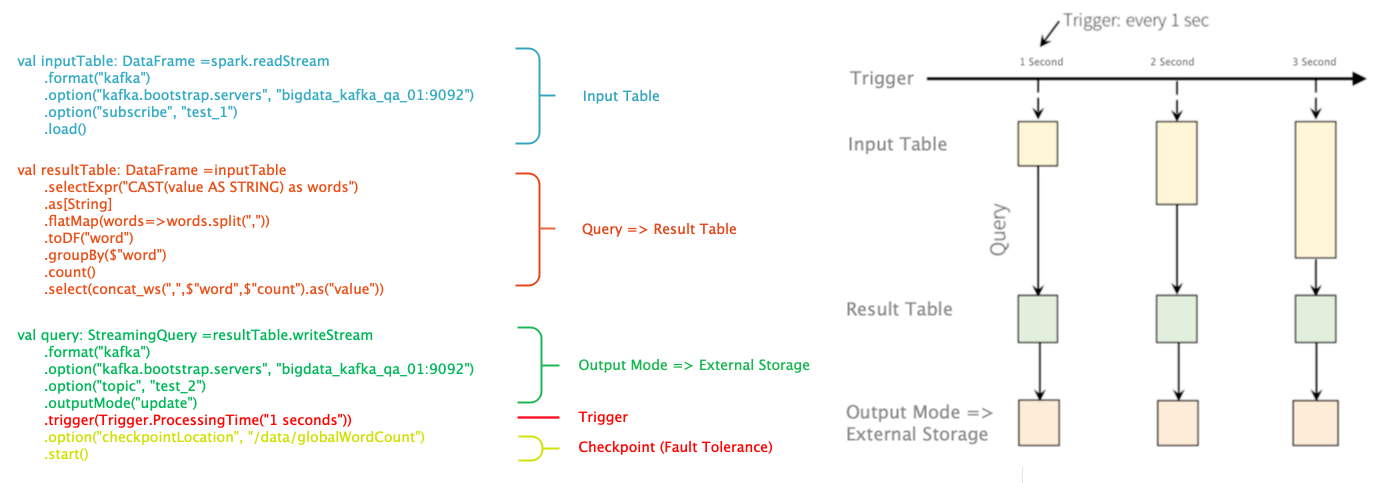 val inputTable: DataFrame =spark.readStream
.format("kafka")
.option("kafka.bootstrap.servers", "bigdata_kafka_qa_01:9092")
.option("subscribe", "test_1")
.load()
Input Table
val resultTable: DataFrame =inputTable
.selectExpr("CAST(value AS STRING) as words")
.as[String]
.flatMap(words=>words.split(","))
.toDF("word")
.groupBy($"word")
.count()
.select(concat_ws(",",$"word",$"count").as("value"))
Query => Result Table
val query: StreamingQuery =resultTable.writeStream
.format("kafka")
.option("kafka.bootstrap.servers", "bigdata_kafka_qa_01:9092")
.option("topic", "test_2")
.outputMode("update")
.trigger(Trigger.ProcessingTime("1 seconds"))
.option("checkpointLocation", "/data/globalWordCount")
.start()
Output Mode => External Storage
Trigger
Checkpoint (Fault Tolerance)
Trigger: every 1 sec
1 Second
2 Second
3 Second
Trigger
Input Table
Query
Result Table
Output Mode =>
External Storage